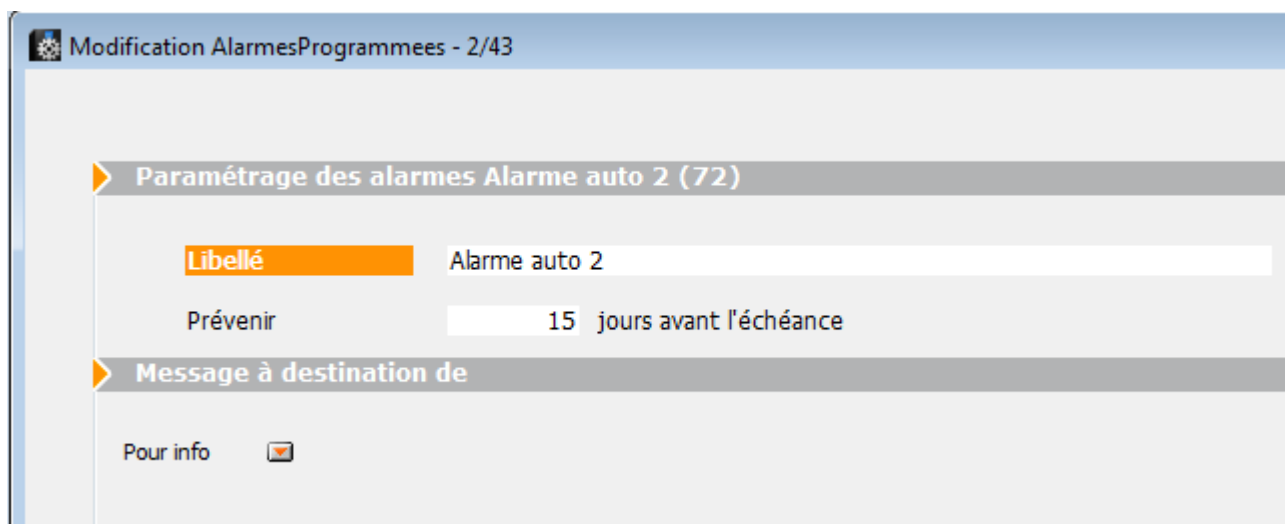 Modification AlarmesProgrammees - 2/43
Paramétrage des alarmes Alarme auto 2 (72)
Libellé Alarme auto 2
Prévenir 15 jours avant l'échéance
Message à destination de
Pour info